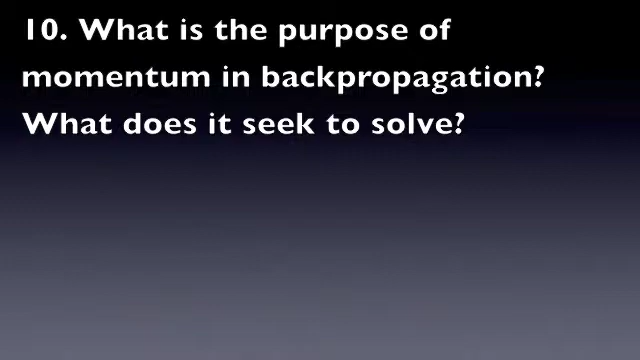 10. What is the purpose of
momentum in backpropagation?
What does it seek to solve?